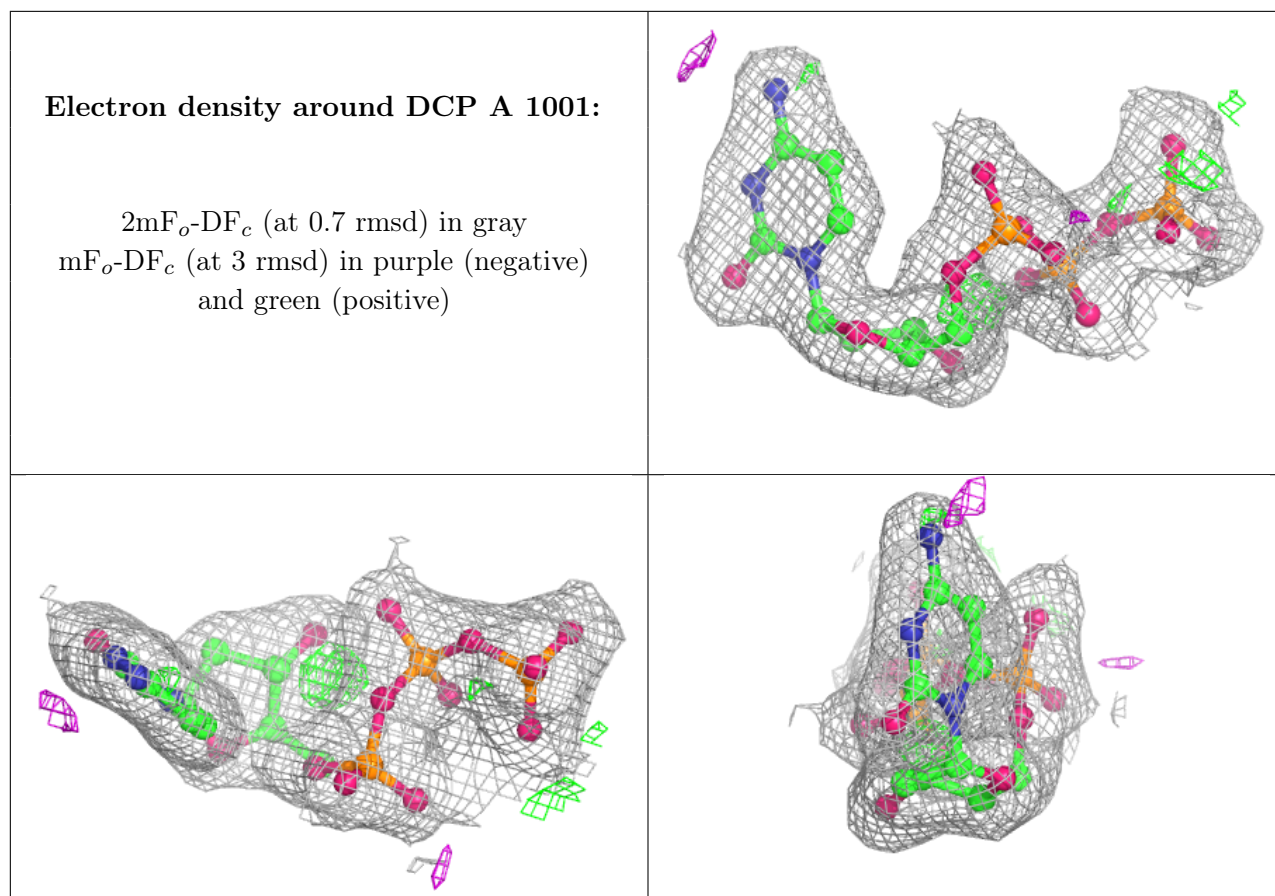 Electron density around DCP A 1001:
2mFₒ-DF𝒸 (at 0.7 rmsd) in gray
mFₒ-DF𝒸 (at 3 rmsd) in purple (negative)
and green (positive)